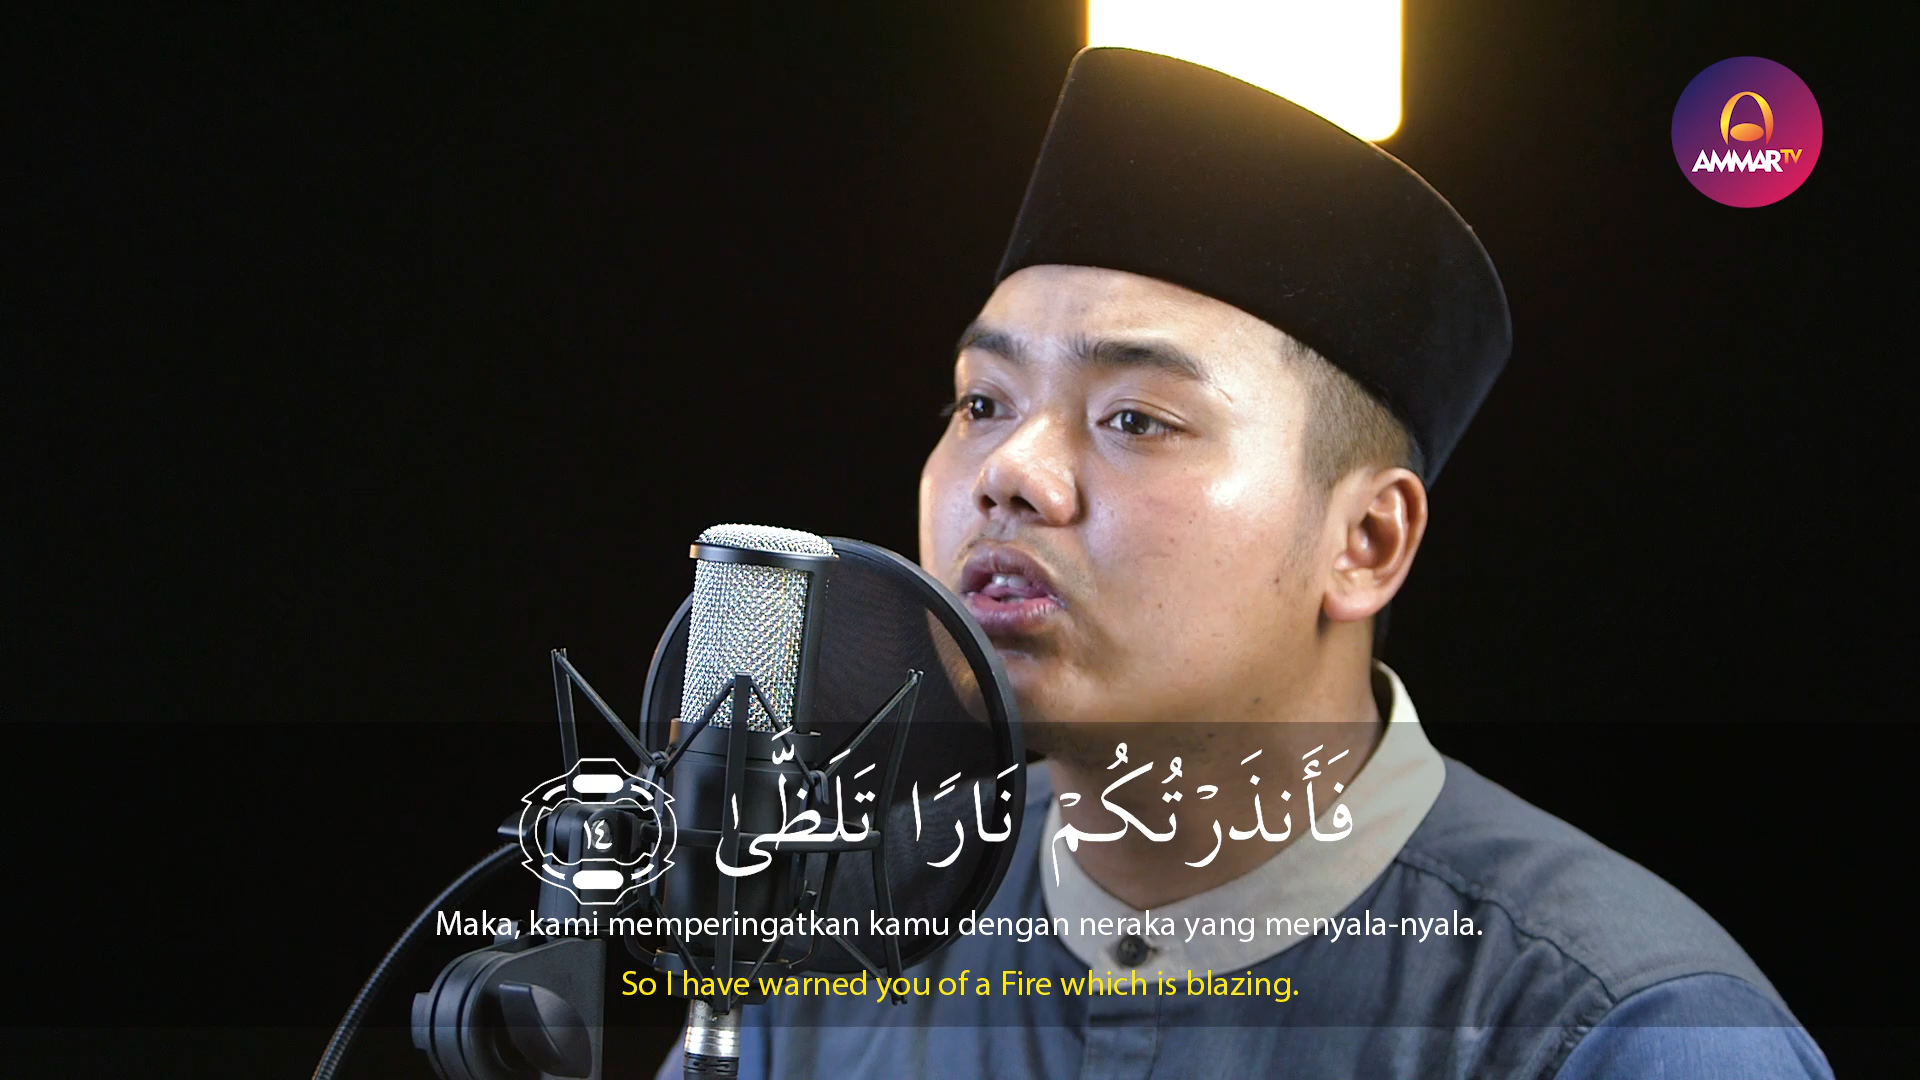 AMMARTV
فَأَنذَرْتُكُمْ نَارًا تَلَظَّىٰ ١٤
Maka, kami memperingatkan kamu dengan neraka yang menyala-nyala.
So I have warned you of a Fire which is blazing.